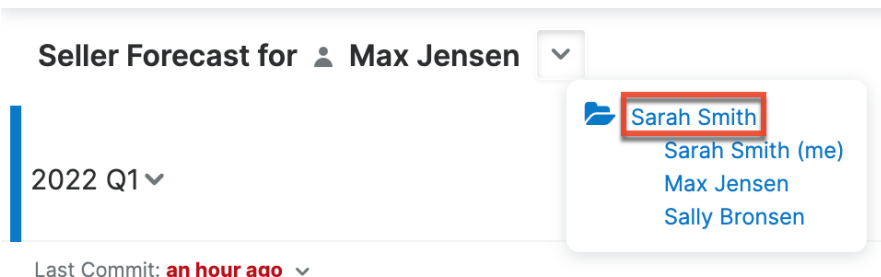 Seller Forecast for Max Jensen
Sarah Smith
Sarah Smith (me)
Max Jensen
Sally Bronsen
2022 Q1
Last Commit: an hour ago